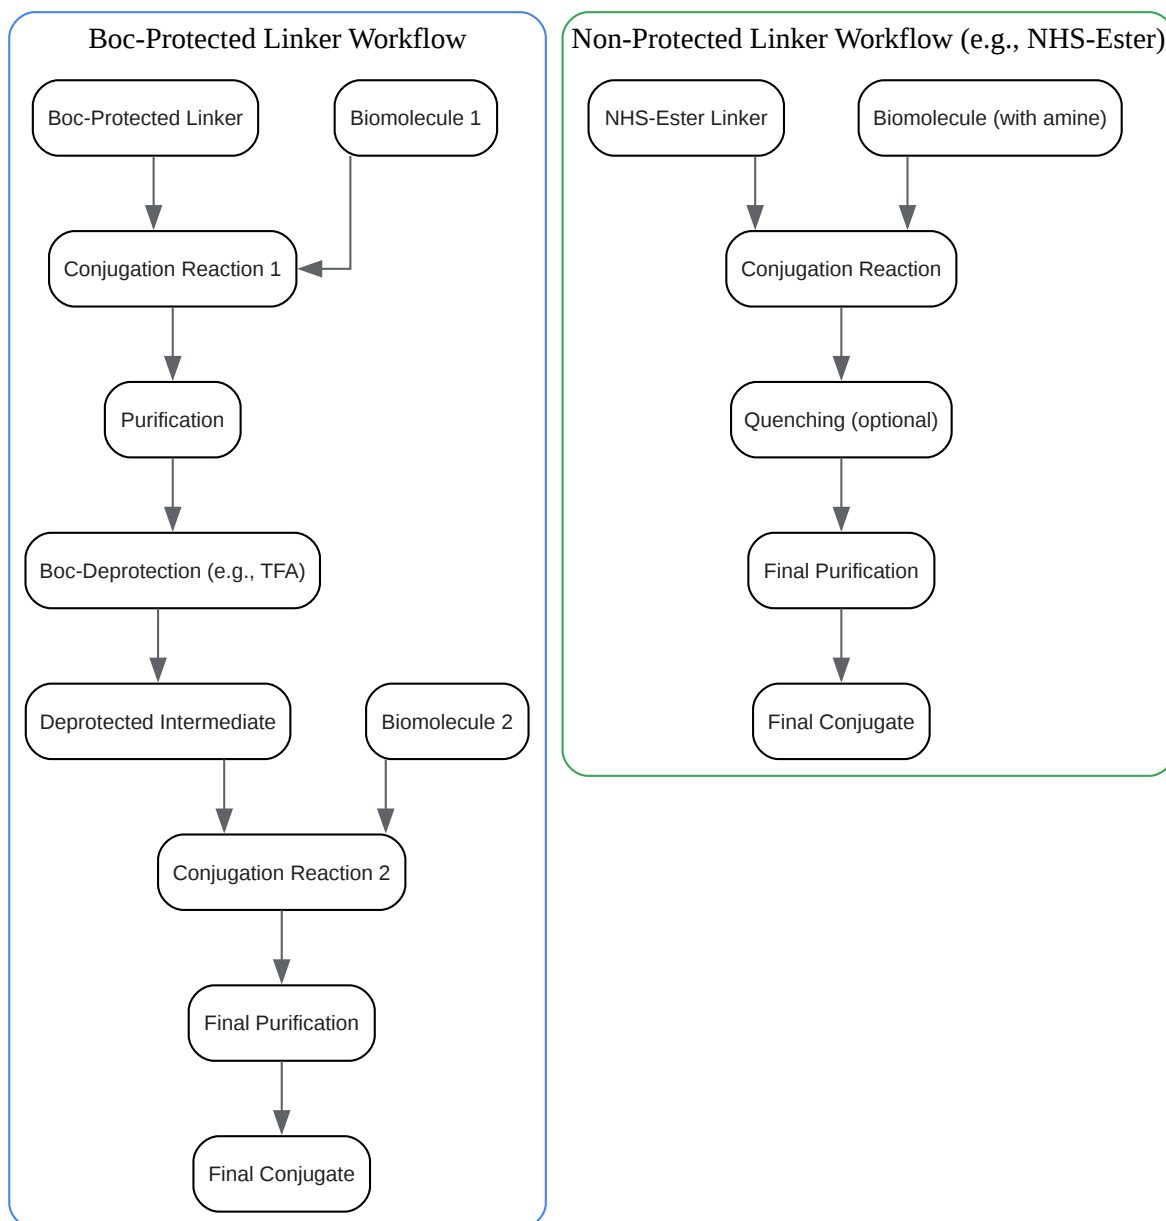 Boc-Protected Linker Workflow
Boc-Protected Linker
Biomolecule 1
Conjugation Reaction 1
Purification
Boc-Deprotection (e.g., TFA)
Deprotected Intermediate
Biomolecule 2
Conjugation Reaction 2
Final Purification
Final Conjugate
Non-Protected Linker Workflow (e.g., NHS-Ester)
NHS-Ester Linker
Biomolecule (with amine)
Conjugation Reaction
Quenching (optional)
Final Purification
Final Conjugate